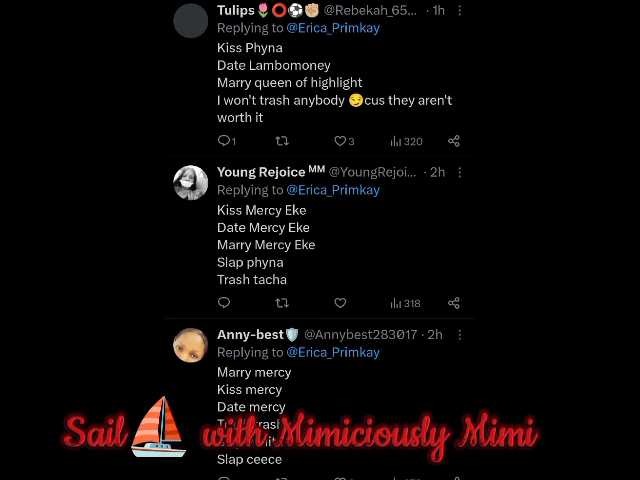 Tulips🌷⭕⚽✊🏼 @Rebekah_65... · 1h
Replying to @Erica_Primkay
Kiss Phyna
Date Lambomoney
Marry queen of highlight
I won't trash anybody 😏cus they aren't
worth it
1 3 320
Young Rejoice ᴹᴹ @YoungRejoi... · 2h
Replying to @Erica_Primkay
Kiss Mercy Eke
Date Mercy Eke
Marry Mercy Eke
Slap phyna
Trash tacha
318
Anny-best🛡️ @Annybest283017 · 2h
Replying to @Erica_Primkay
Marry mercy
Kiss mercy
Date mercy
Sail⛵ with Mimiciously Mimi
Slap ceece